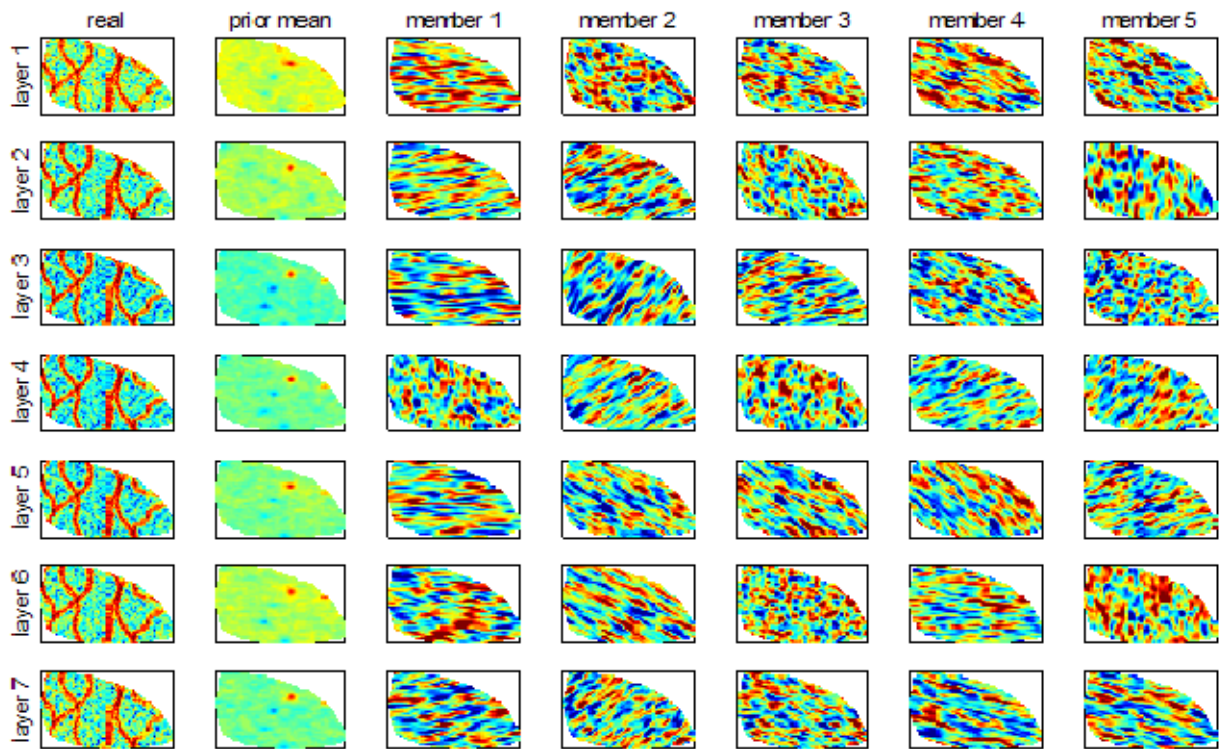 real prior mean member 1 member 2 member 3 member 4 member 5
layer 1
layer 2
layer 3
layer 4
layer 5
layer 6
layer 7